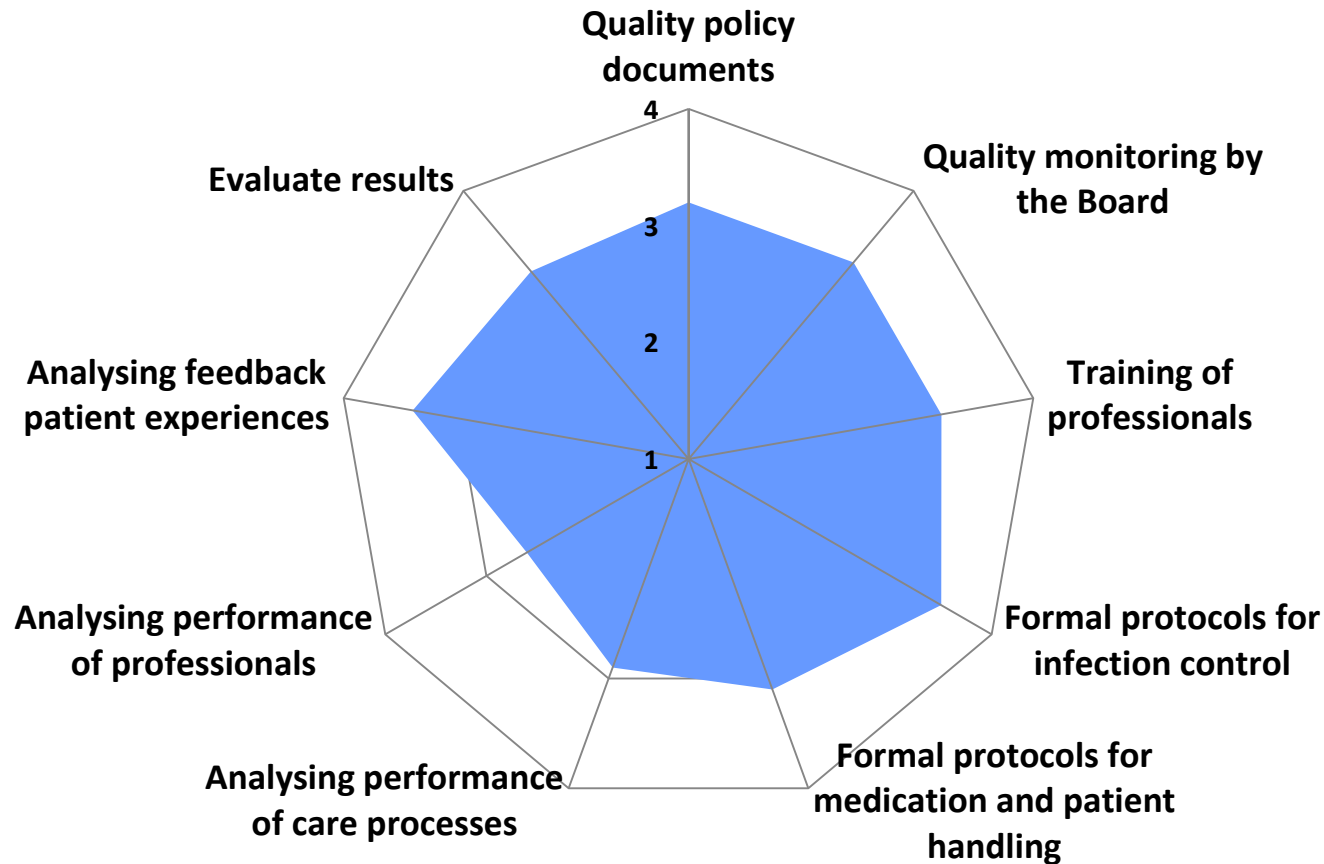 Quality policy
documents
4
3
2
1
Quality monitoring by
the Board
Training of
professionals
Formal protocols for
infection control
Formal protocols for
medication and patient
handling
Analysing performance
of care processes
Analysing performance
of professionals
Analysing feedback
patient experiences
Evaluate results